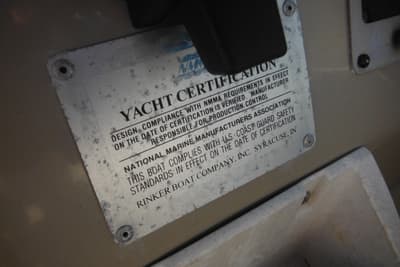 YACHT CERTIFICATION
DESIGN COMPLIANCE WITH NMMA REQUIREMENTS IN EFFECT
ON THE DATE OF CERTIFICATION IS VERIFIED. MANUFACTURER
RESPONSIBLE FOR PRODUCTION CONTROL
NATIONAL MARINE MANUFACTURERS ASSOCIATION
THIS BOAT COMPLIES WITH U.S. COAST GUARD SAFETY
STANDARDS IN EFFECT ON THE DATE OF CERTIFICATION
RINKER BOAT COMPANY, INC. SYRACUSE, IN